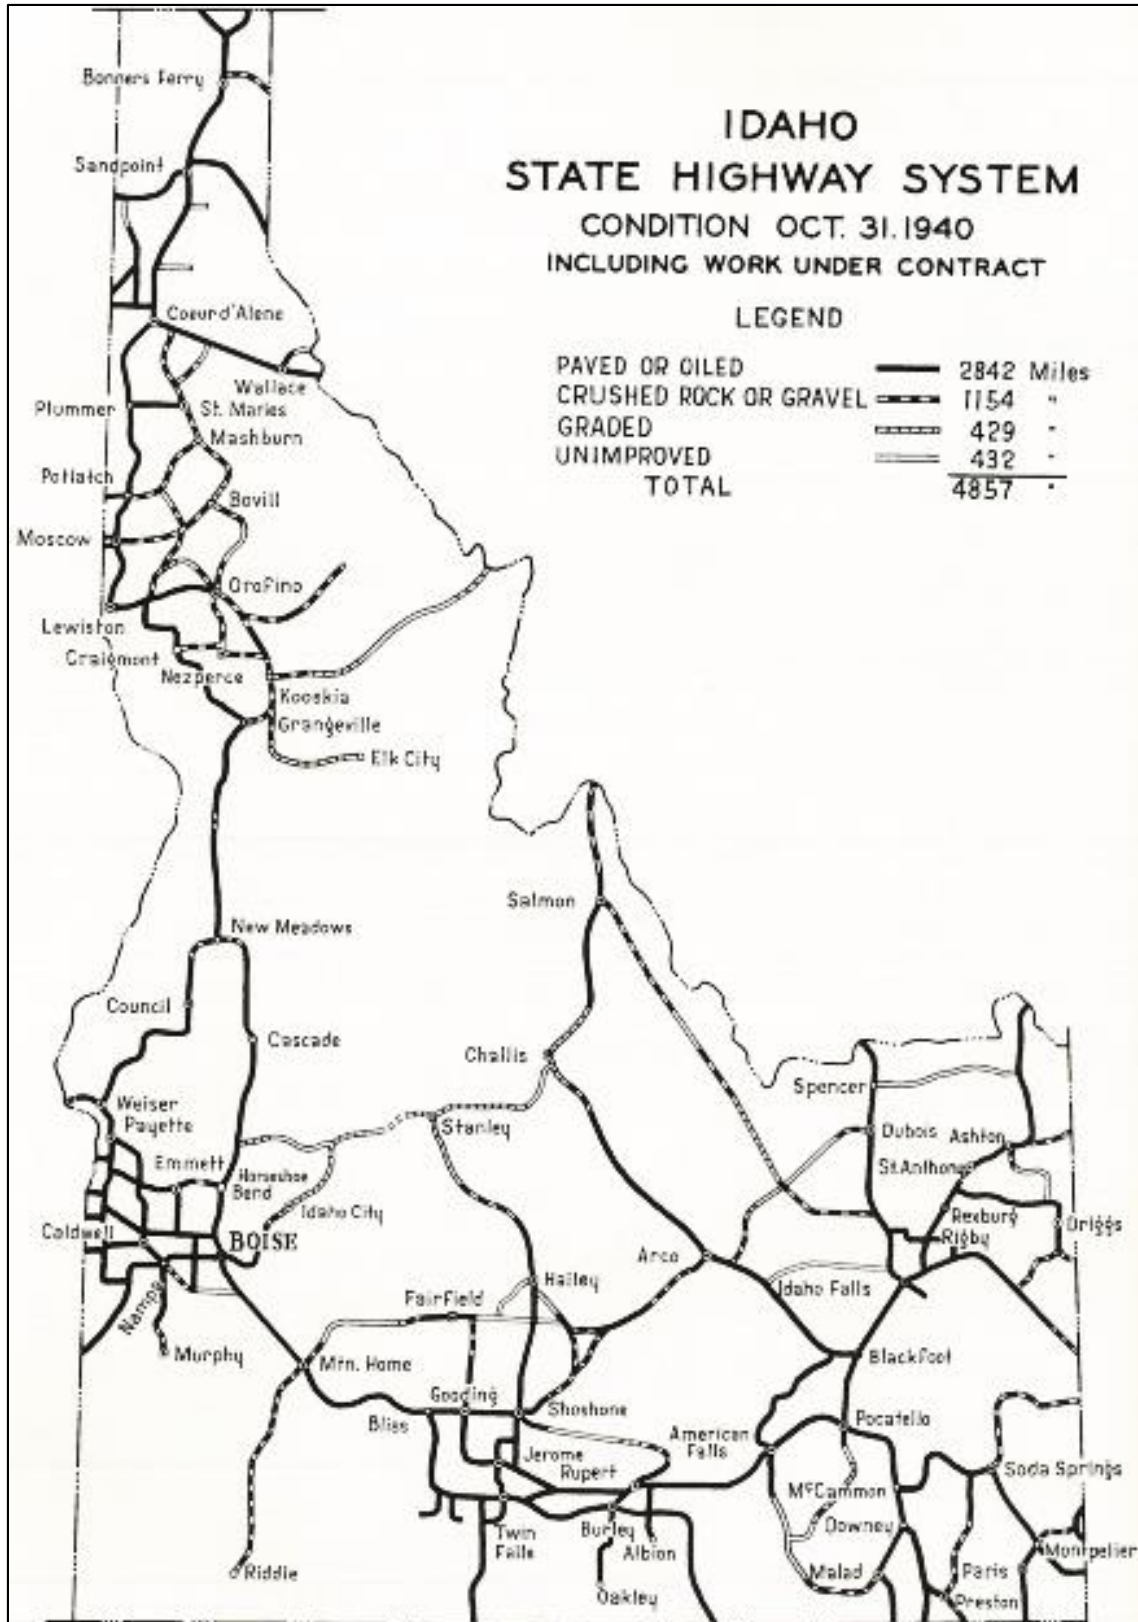 IDAHO
STATE HIGHWAY SYSTEM
CONDITION OCT. 31. 1940
INCLUDING WORK UNDER CONTRACT
LEGEND
PAVED OR OILED 2842 Miles
CRUSHED ROCK OR GRAVEL 1154 "
GRADED 429 "
UNIMPROVED 432 "
TOTAL 4857 "
Bonners Ferry
Sandpoint
Coeur d'Alene
Wallace
Plummer
St. Maries
Mashburn
Potlatch
Bovill
Moscow
Orofino
Lewiston
Craigmont
Nezperce
Kooskia
Grangeville
Elk City
Salmon
New Meadows
Council
Cascade
Challis
Spencer
Weiser
Payette
Stanley
Dubois
Ashton
St. Anthony
Emmett
Horseshoe
Bend
Idaho City
Rexburg
Driggs
Caldwell
BOISE
Rigby
Arco
Hailey
Idaho Falls
Nampa
Fairfield
Murphy
Mtn. Home
Blackfoot
Gooding
Bliss
Shoshone
American
Falls
Pocatello
Jerome
Rupert
Soda Springs
McCammon
Downey
Twin
Falls
Burley
Albion
Montpelier
Riddle
Malad
Paris
Oakley
Preston